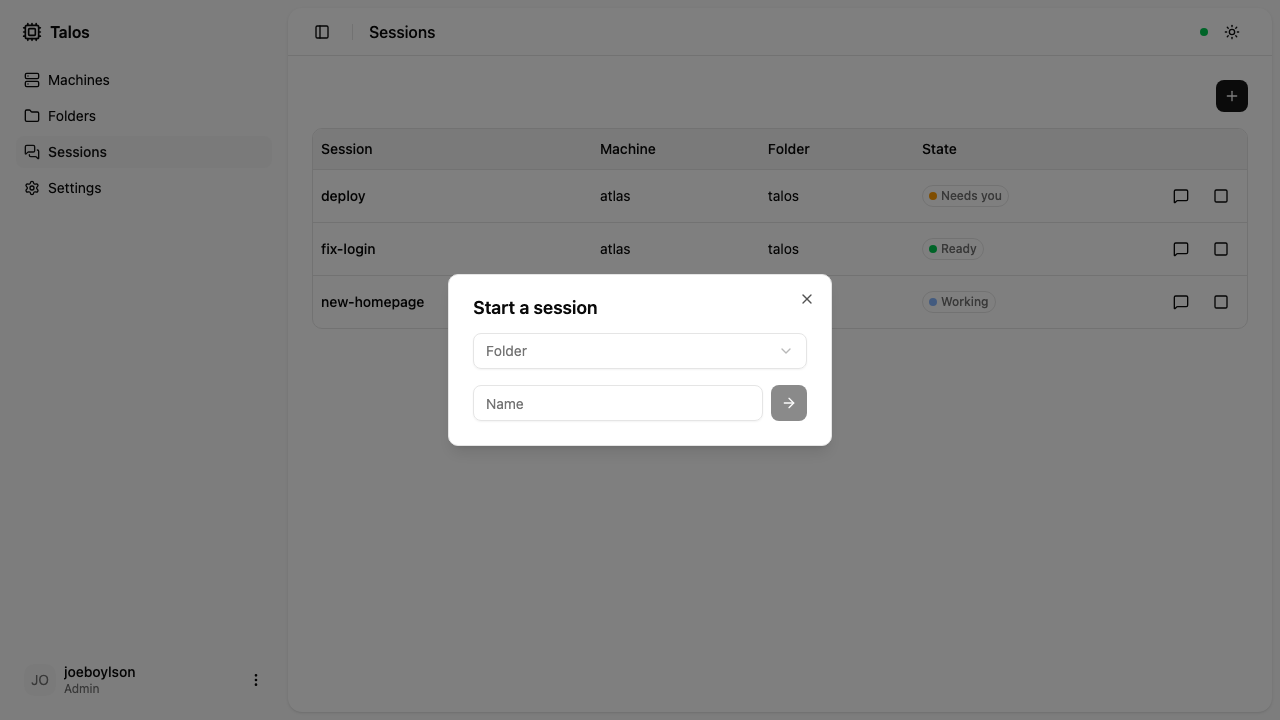 Talos
Machines
Folders
Sessions
Settings
JO
joeboylson
Admin
Sessions
Session Machine Folder State
deploy atlas talos Needs you
fix-login atlas talos Ready
new-homepage Working
Start a session
Folder
Name